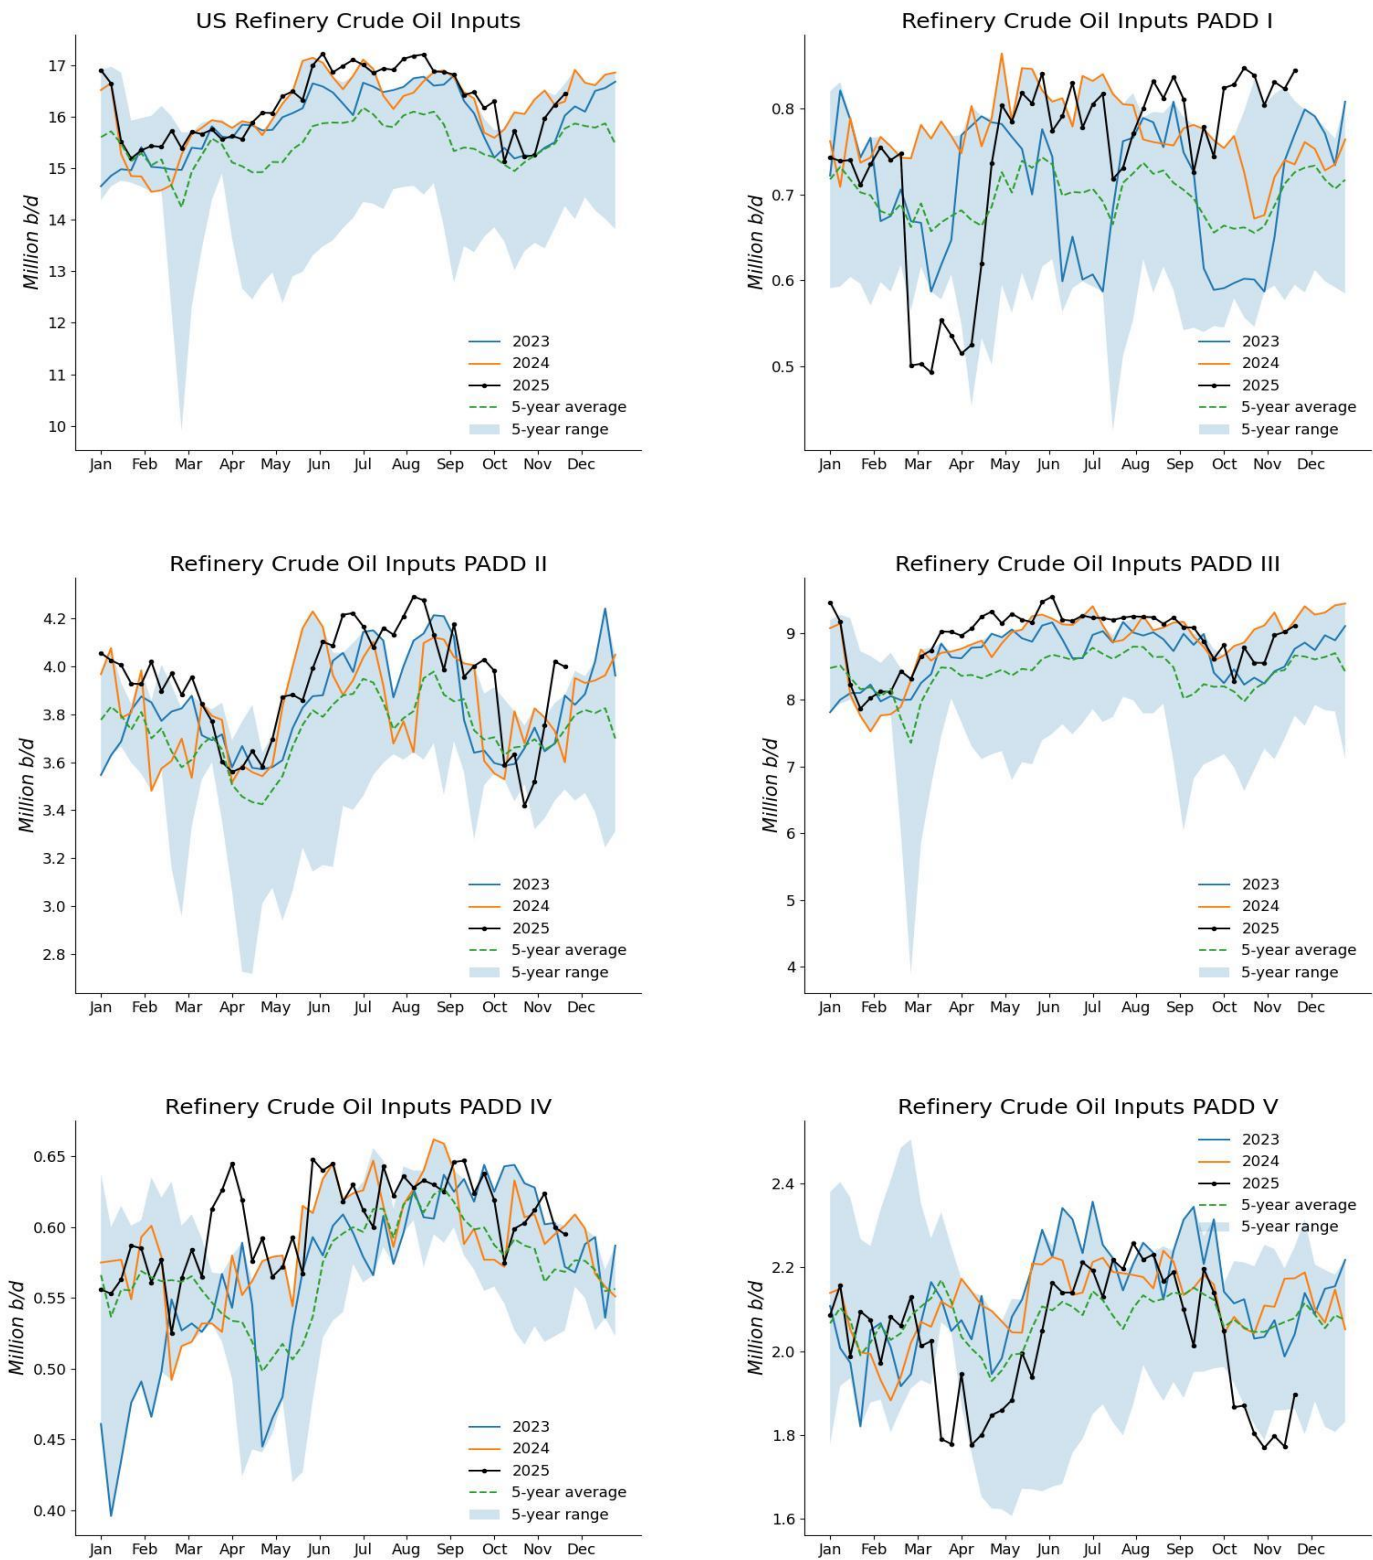 US Refinery Crude Oil Inputs
Million b/d
17
16
15
14
13
12
11
10
Jan Feb Mar Apr May Jun Jul Aug Sep Oct Nov Dec
2023
2024
2025
5-year average
5-year range
Refinery Crude Oil Inputs PADD I
Million b/d
0.8
0.7
0.6
0.5
Jan Feb Mar Apr May Jun Jul Aug Sep Oct Nov Dec
2023
2024
2025
5-year average
5-year range
Refinery Crude Oil Inputs PADD II
Million b/d
4.2
4.0
3.8
3.6
3.4
3.2
3.0
2.8
Jan Feb Mar Apr May Jun Jul Aug Sep Oct Nov Dec
2023
2024
2025
5-year average
5-year range
Refinery Crude Oil Inputs PADD III
Million b/d
9
8
7
6
5
4
Jan Feb Mar Apr May Jun Jul Aug Sep Oct Nov Dec
2023
2024
2025
5-year average
5-year range
Refinery Crude Oil Inputs PADD IV
Million b/d
0.65
0.60
0.55
0.50
0.45
0.40
Jan Feb Mar Apr May Jun Jul Aug Sep Oct Nov Dec
2023
2024
2025
5-year average
5-year range
Refinery Crude Oil Inputs PADD V
Million b/d
2.4
2.2
2.0
1.8
1.6
Jan Feb Mar Apr May Jun Jul Aug Sep Oct Nov Dec
2023
2024
2025
5-year average
5-year range